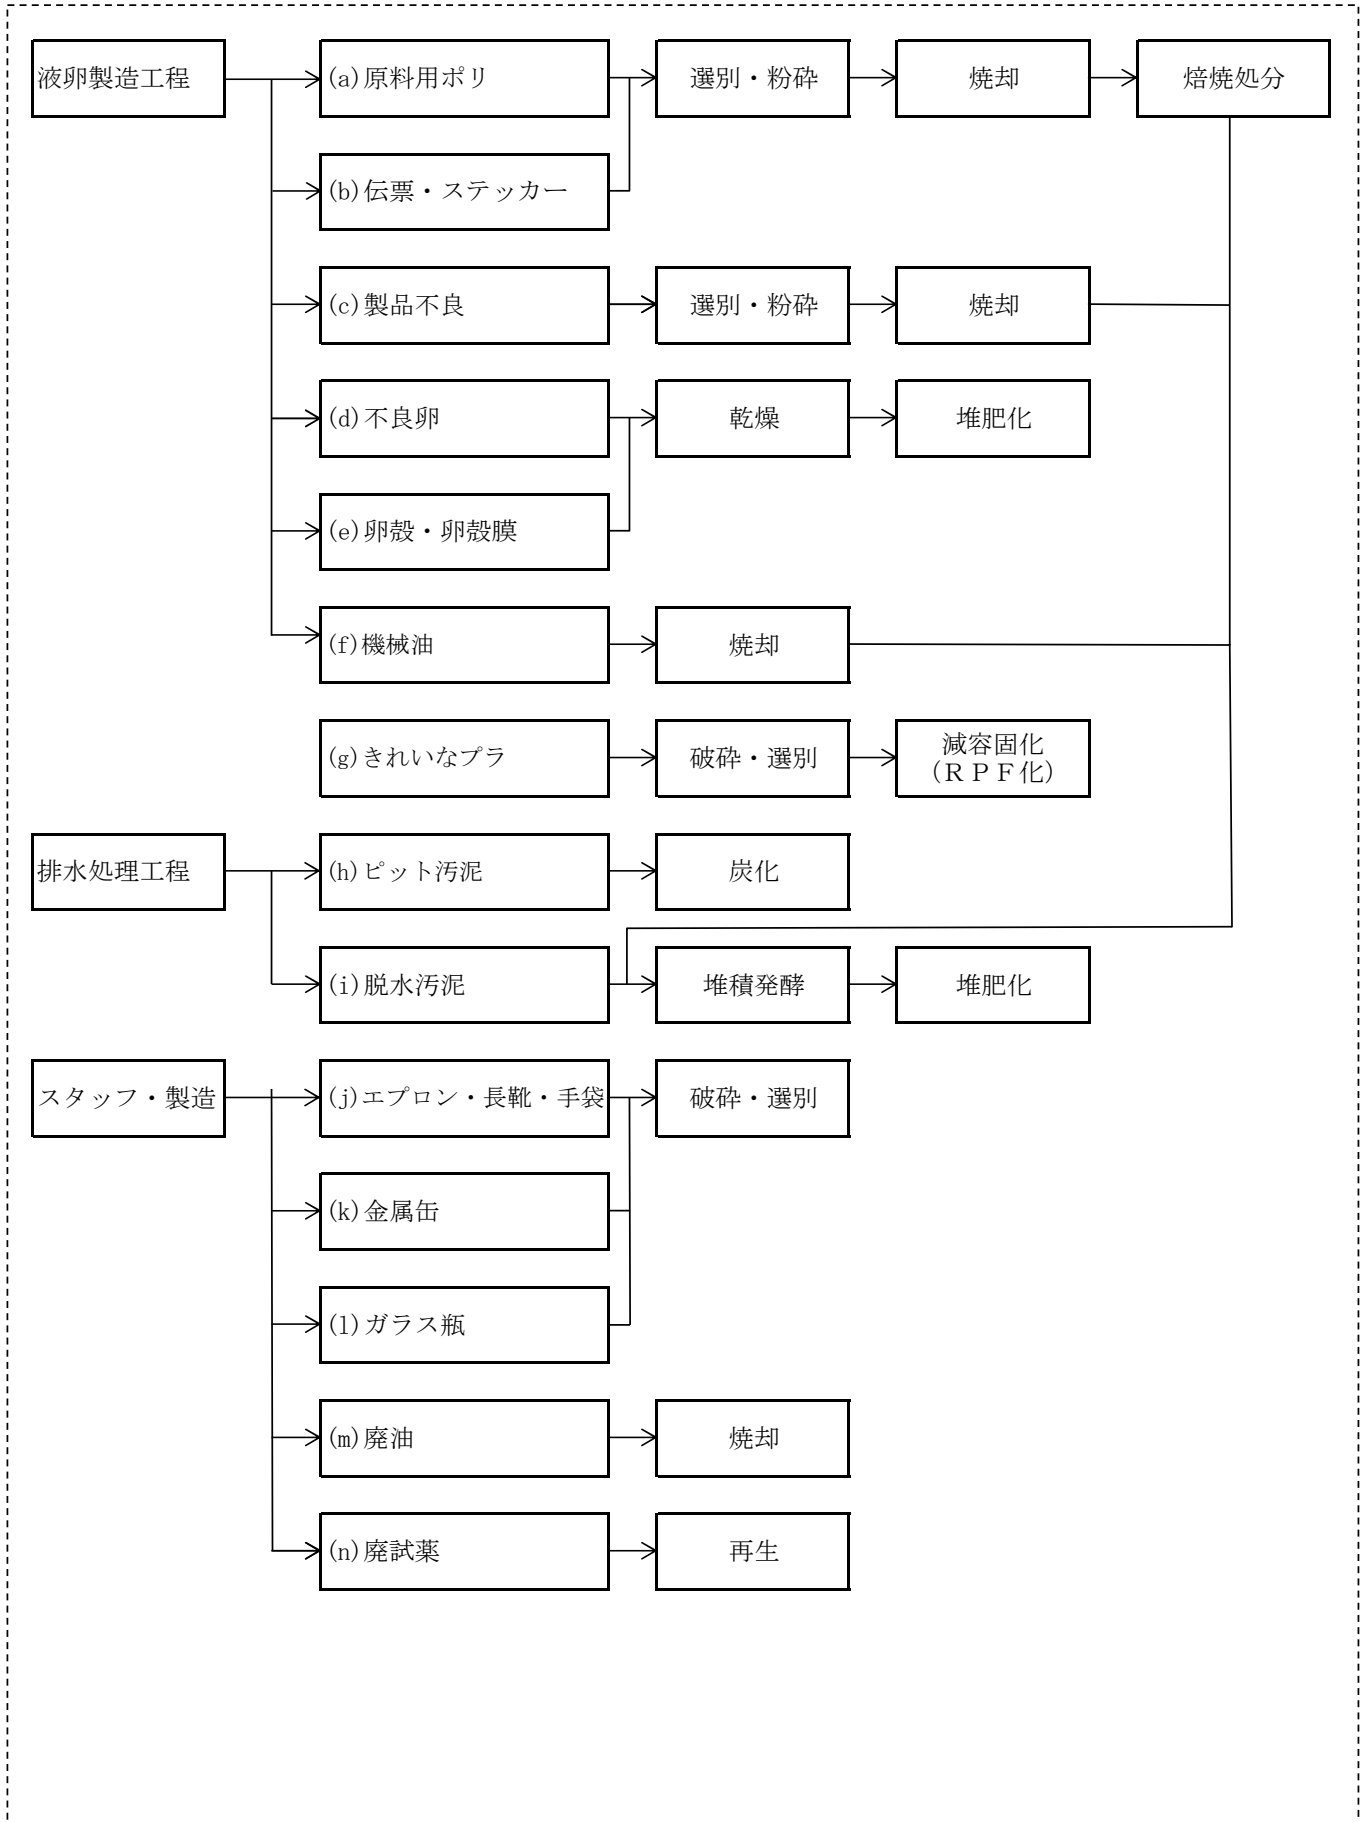 液卵製造工程
(a)原料用ポリ
選別・粉砕
焼却
焙焼処分
(b)伝票・ステッカー
(c)製品不良
選別・粉砕
焼却
(d)不良卵
乾燥
堆肥化
(e)卵殻・卵殻膜
(f)機械油
焼却
(g)きれいなプラ
破砕・選別
減容固化
（ＲＰＦ化）
排水処理工程
(h)ピット汚泥
炭化
(i)脱水汚泥
堆積発酵
堆肥化
スタッフ・製造
(j)エプロン・長靴・手袋
破砕・選別
(k)金属缶
(l)ガラス瓶
(m)廃油
焼却
(n)廃試薬
再生